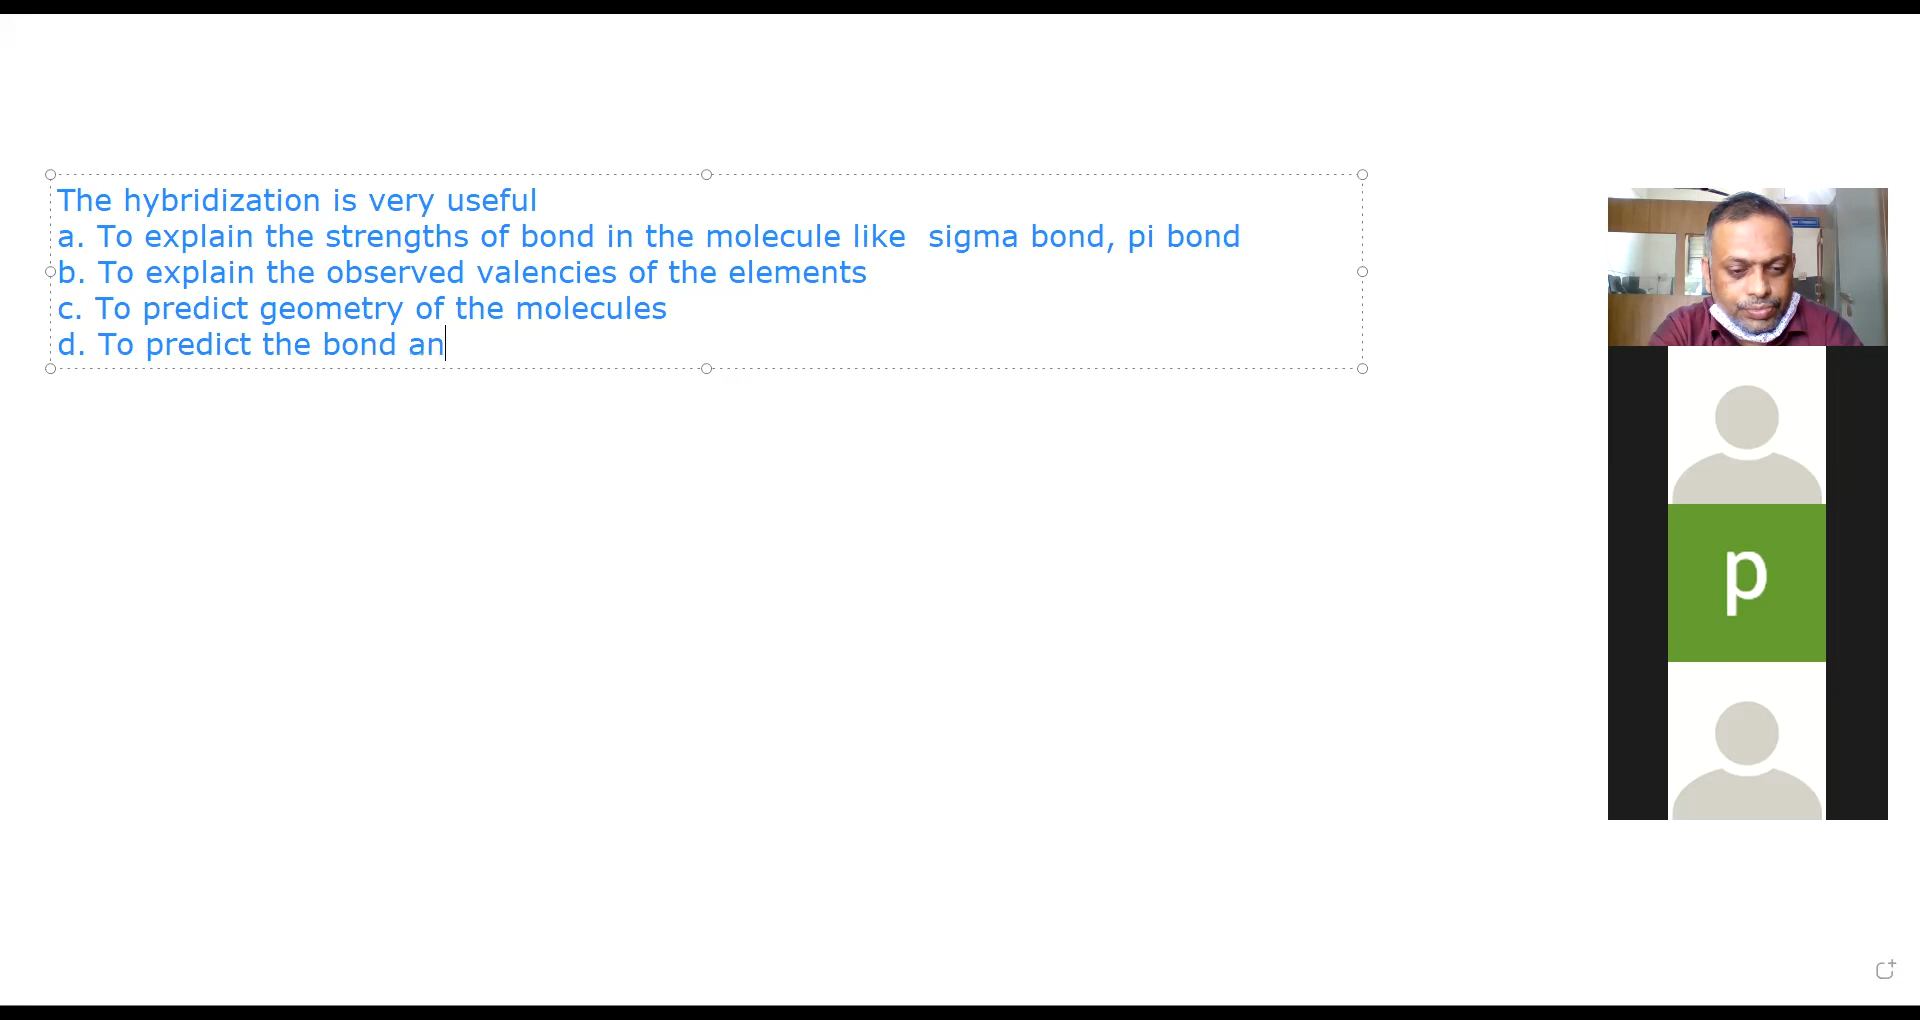 The hybridization is very useful
a. To explain the strengths of bond in the molecule like  sigma bond, pi bond
b. To explain the observed valencies of the elements
c. To predict geometry of the molecules
d. To predict the bond an
p